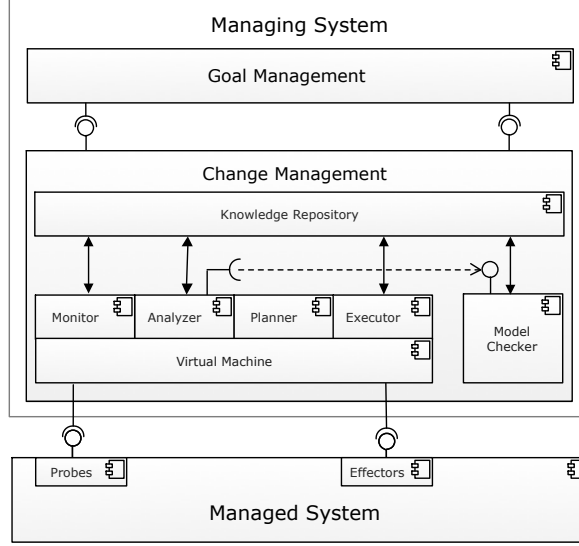 Managing System
Goal Management
Change Management
Knowledge Repository
Monitor
Analyzer
Planner
Executor
Model
Checker
Virtual Machine
Probes
Effectors
Managed System